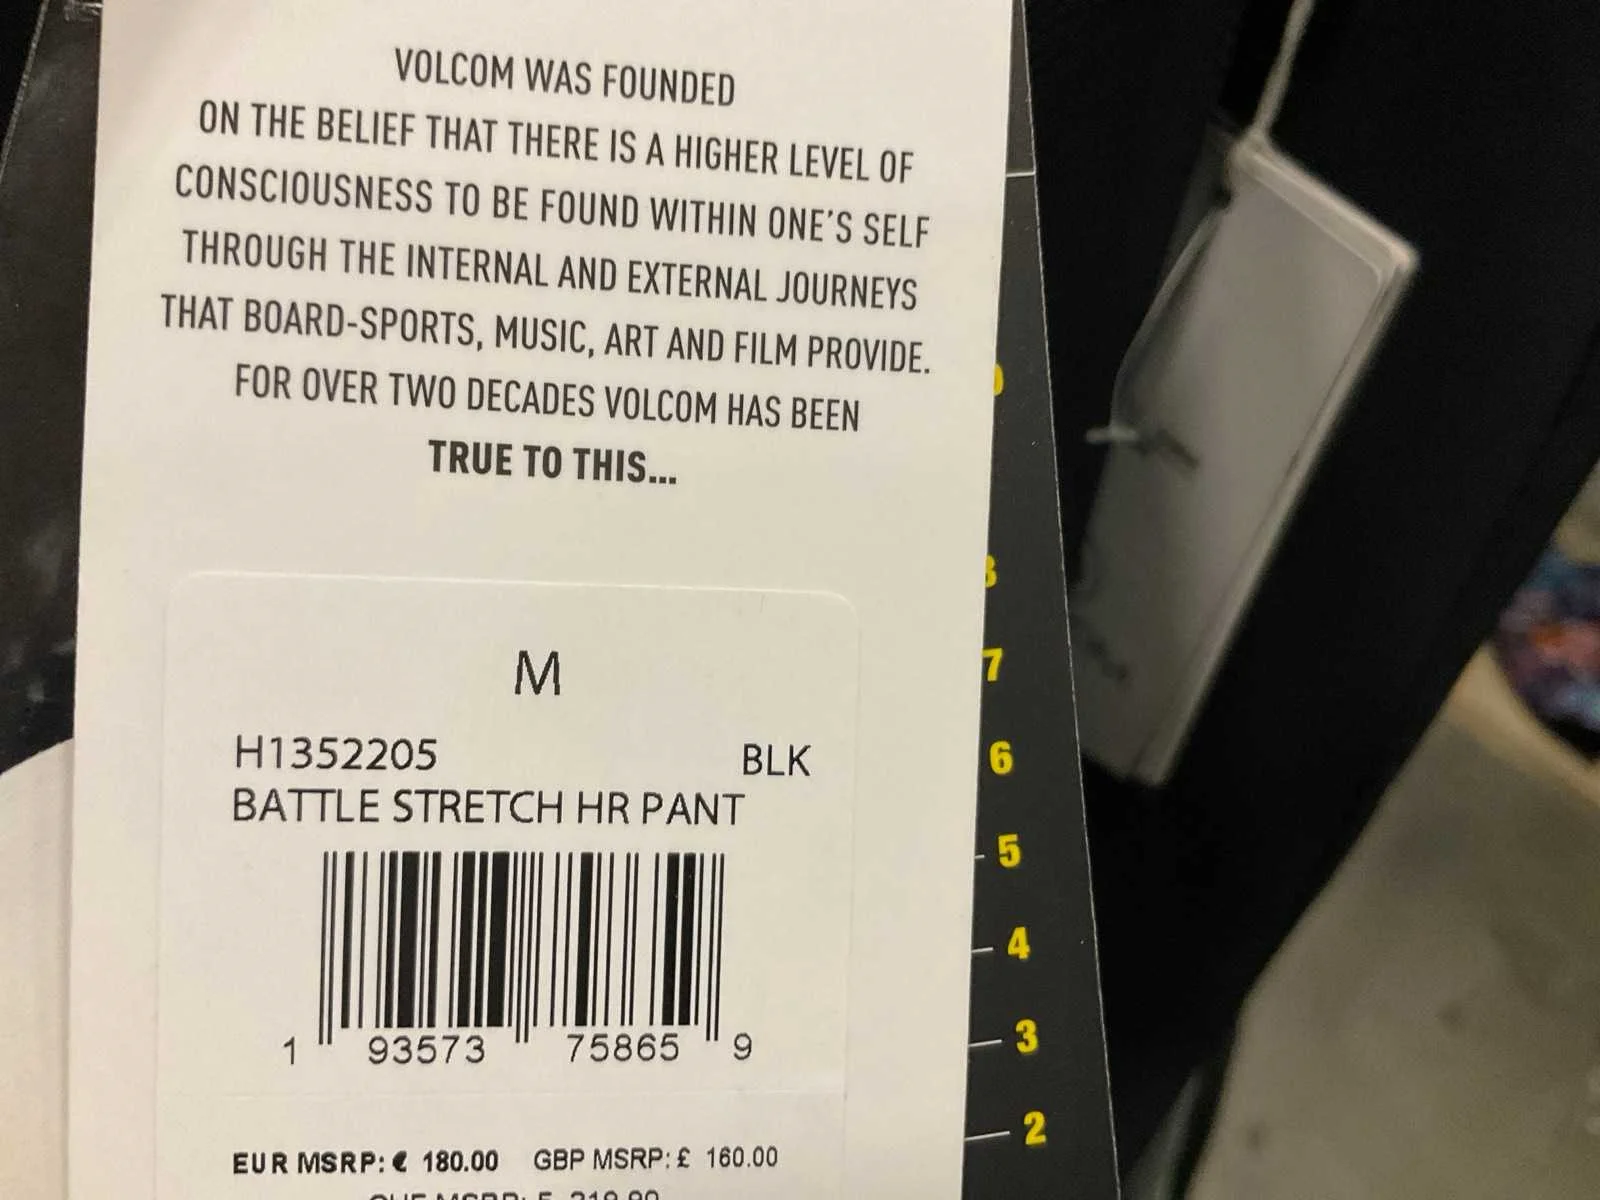 VOLCOM WAS FOUNDED
ON THE BELIEF THAT THERE IS A HIGHER LEVEL OF
CONSCIOUSNESS TO BE FOUND WITHIN ONE'S SELF
THROUGH THE INTERNAL AND EXTERNAL JOURNEYS
THAT BOARD-SPORTS, MUSIC, ART AND FILM PROVIDE.
FOR OVER TWO DECADES VOLCOM HAS BEEN
TRUE TO THIS...
M
H1352205 BLK
BATTLE STRETCH HR PANT
1 93573 75865 9
EUR MSRP: € 180.00 GBP MSRP: £ 160.00
7
6
5
4
3
2